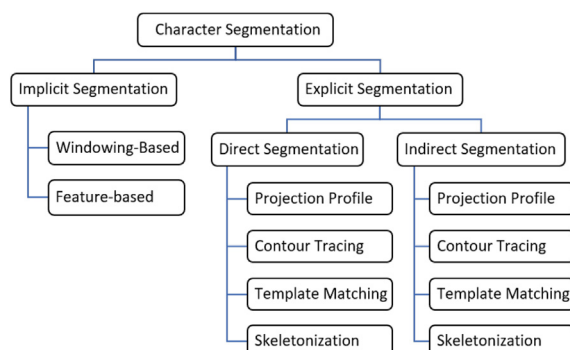 Character Segmentation
Implicit Segmentation
Explicit Segmentation
Windowing-Based
Feature-based
Direct Segmentation
Indirect Segmentation
Projection Profile
Projection Profile
Contour Tracing
Contour Tracing
Template Matching
Template Matching
Skeletonization
Skeletonization